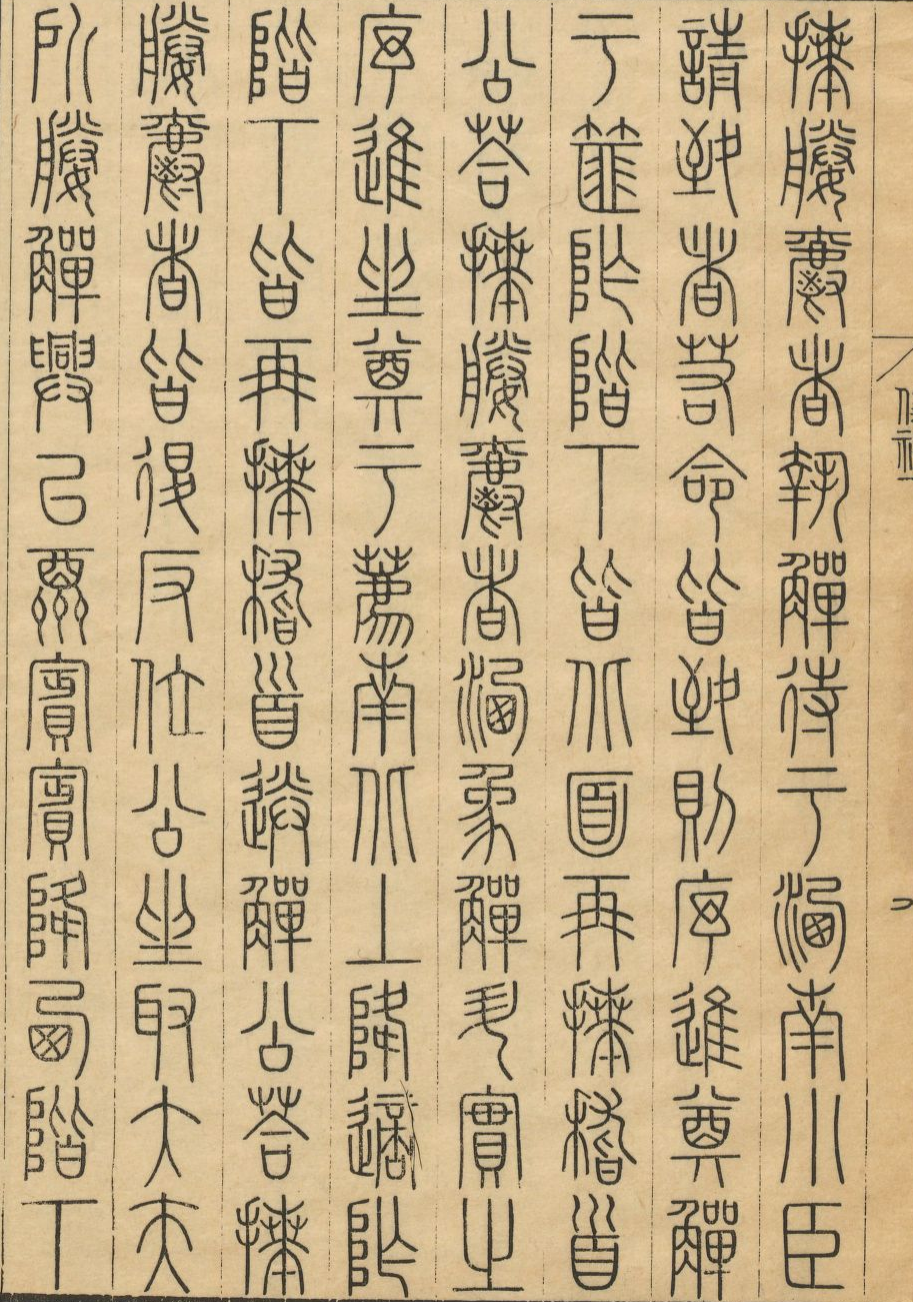 拜媵爵者執觶待于洗南小臣
請致者若命皆致則序進奠觶
于篚阼階下皆北面再拜稽首
公荅拜媵爵者洗象觶升實之
序進坐奠于薦南北上降適阼
階下皆再拜稽首送觶公荅拜
媵爵者皆退反位公坐取大夫
所媵觶興以酬賓賓降西階下